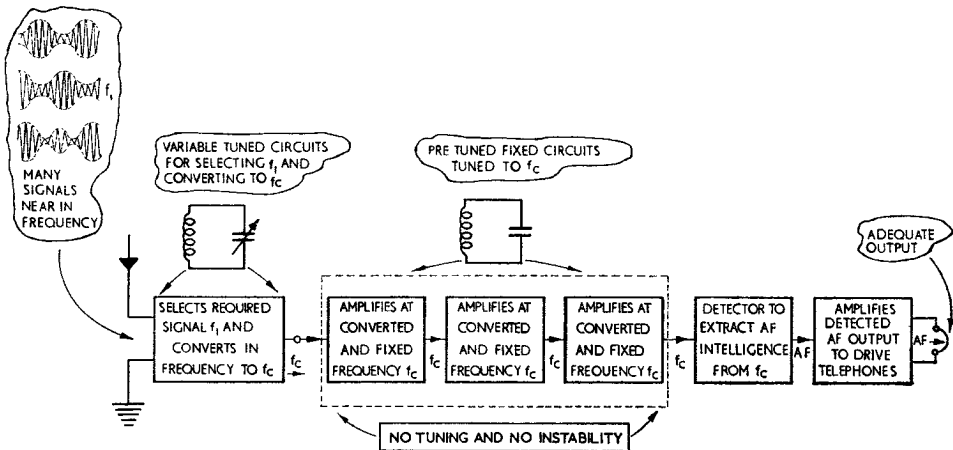 f₁
MANY
SIGNALS
NEAR IN
FREQUENCY
VARIABLE TUNED CIRCUITS
FOR SELECTING f₁ AND
CONVERTING TO fc
PRE TUNED FIXED CIRCUITS
TUNED TO fc
ADEQUATE
OUTPUT
SELECTS REQUIRED
SIGNAL f₁ AND
CONVERTS IN
FREQUENCY TO fc
fc
AMPLIFIES AT
CONVERTED
AND FIXED
FREQUENCY fc
fc
AMPLIFIES AT
CONVERTED
AND FIXED
FREQUENCY fc
fc
AMPLIFIES AT
CONVERTED
AND FIXED
FREQUENCY fc
fc
DETECTOR TO
EXTRACT AF
INTELLIGENCE
FROM fc
AF
AMPLIFIES
DETECTED
AF OUTPUT
TO DRIVE
TELEPHONES
AF
NO TUNING AND NO INSTABILITY